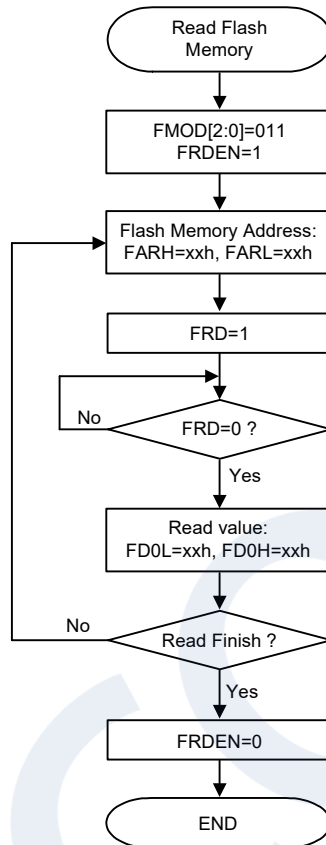 Read Flash
Memory
FMOD[2:0]=011
FRDEN=1
Flash Memory Address:
FARH=xxh, FARL=xxh
FRD=1
No
FRD=0 ?
Yes
Read value:
FD0L=xxh, FD0H=xxh
No
Read Finish ?
Yes
FRDEN=0
END